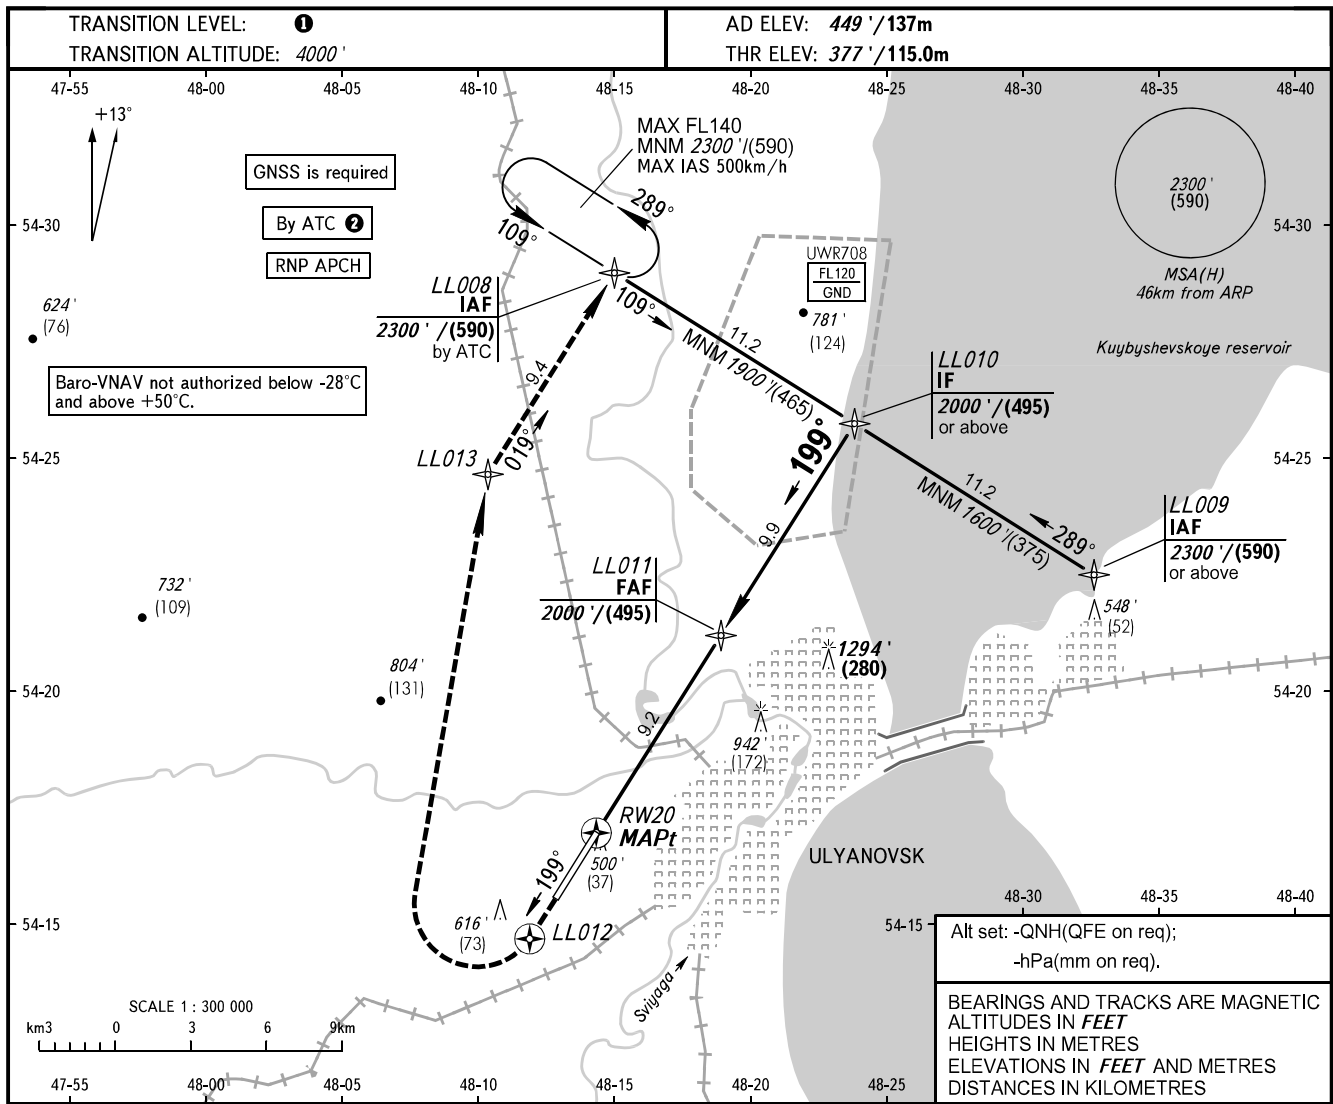 TRANSITION LEVEL: ❶
TRANSITION ALTITUDE: 4000 '
AD ELEV: 449 '/137m
THR ELEV: 377 '/115.0m
47-55 48-00 48-05 48-10 48-15 48-20 48-25 48-30 48-35 48-40
+13°
GNSS is required
By ATC ❷
RNP APCH
MAX FL140
MNM 2300 '/(590)
MAX IAS 500km/h
289°
109°
2300 '
(590)
MSA(H)
46km from ARP
54-30 54-30
UWR708
FL120
GND
781 '
(124)
LL008
IAF
2300 '/(590)
by ATC
109°
11.2
MNM 1900 '/(465)
624 '
(76)
Kuybyshevskoye reservoir
Baro-VNAV not authorized below -28°C
and above +50°C.
9.4
019°
LL010
IF
2000 '/(495)
or above
199°
LL013
54-25 54-25
11.2
MNM 1600 '/(375)
289°
LL009
IAF
2300 '/(590)
or above
9.9
LL011
FAF
2000 '/(495)
732 '
(109)
548 '
(52)
1294 '
(280)
804 '
(131)
54-20 54-20
9.2
942 '
(172)
RW20
MAPt
500 '
(37)
199°
ULYANOVSK
616 '
(73)
LL012
48-30 48-35 48-40
54-15 54-15
Sviyaga
Alt set: -QNH(QFE on req);
-hPa(mm on req).
SCALE 1 : 300 000
km3 0 3 6 9km
BEARINGS AND TRACKS ARE MAGNETIC
ALTITUDES IN FEET
HEIGHTS IN METRES
ELEVATIONS IN FEET AND METRES
DISTANCES IN KILOMETRES
47-55 48-00 48-05 48-10 48-15 48-20 48-25